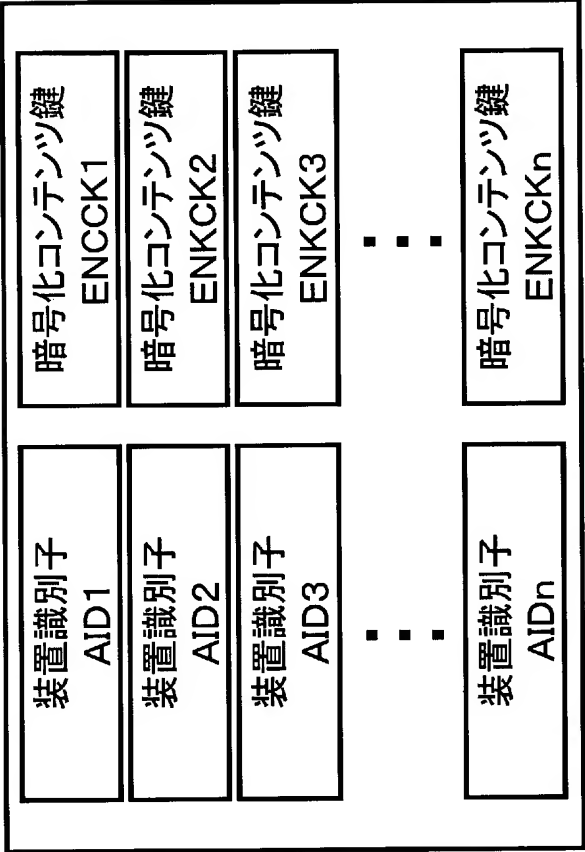 装置識別子
AID1
暗号化コンテンツ鍵
ENCCK1
装置識別子
AID2
暗号化コンテンツ鍵
ENKCK2
装置識別子
AID3
暗号化コンテンツ鍵
ENKCK3
装置識別子
AIDn
暗号化コンテンツ鍵
ENKCKn